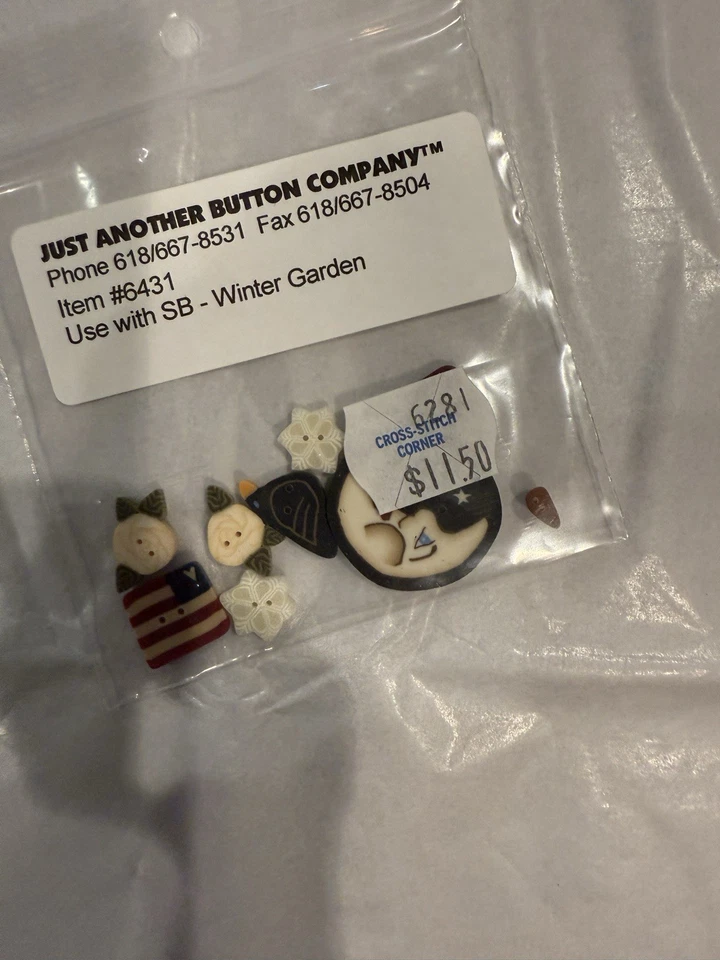 JUST ANOTHER BUTTON COMPANY™
Phone 618/667-8531 Fax 618/667-8504
Item #6431
Use with SB - Winter Garden
6281
CROSS-STITCH
CORNER
$11.50